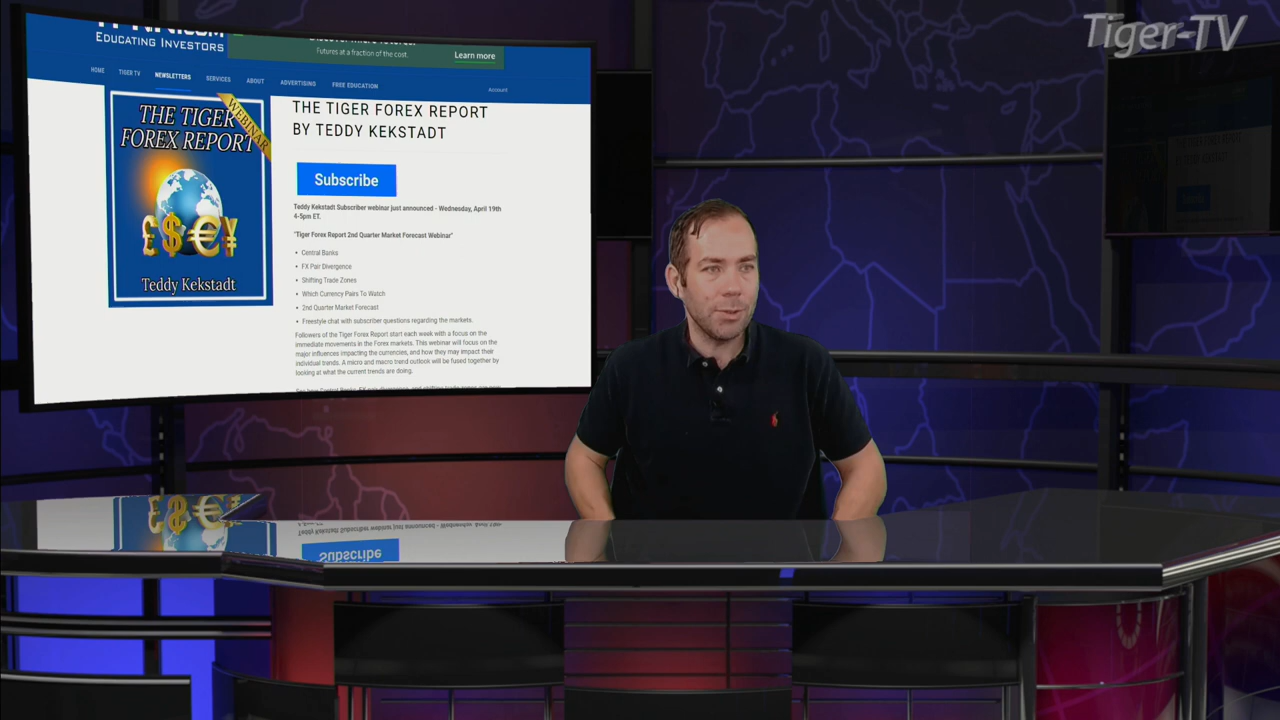 Tiger-TV
EDUCATING INVESTORS
Futures at a fraction of the cost.
Learn more
HOME
TIGER TV
NEWSLETTERS
SERVICES
ABOUT
ADVERTISING
FREE EDUCATION
Account
THE TIGER
FOREX REPORT
WEBINAR
£$€¥
Teddy Kekstadt
THE TIGER FOREX REPORT
BY TEDDY KEKSTADT
Subscribe
Teddy Kekstadt Subscriber webinar just announced - Wednesday, April 19th
4-5pm ET.
"Tiger Forex Report 2nd Quarter Market Forecast Webinar"
• Central Banks
• FX Pair Divergence
• Shifting Trade Zones
• Which Currency Pairs To Watch
• 2nd Quarter Market Forecast
• Freestyle chat with subscriber questions regarding the markets.
Followers of the Tiger Forex Report start each week with a focus on the
immediate movements in the Forex markets. This webinar will focus on the
major influences impacting the currencies, and how they may impact their
individual trends. A micro and macro trend outlook will be fused together by
looking at what the current trends are doing.